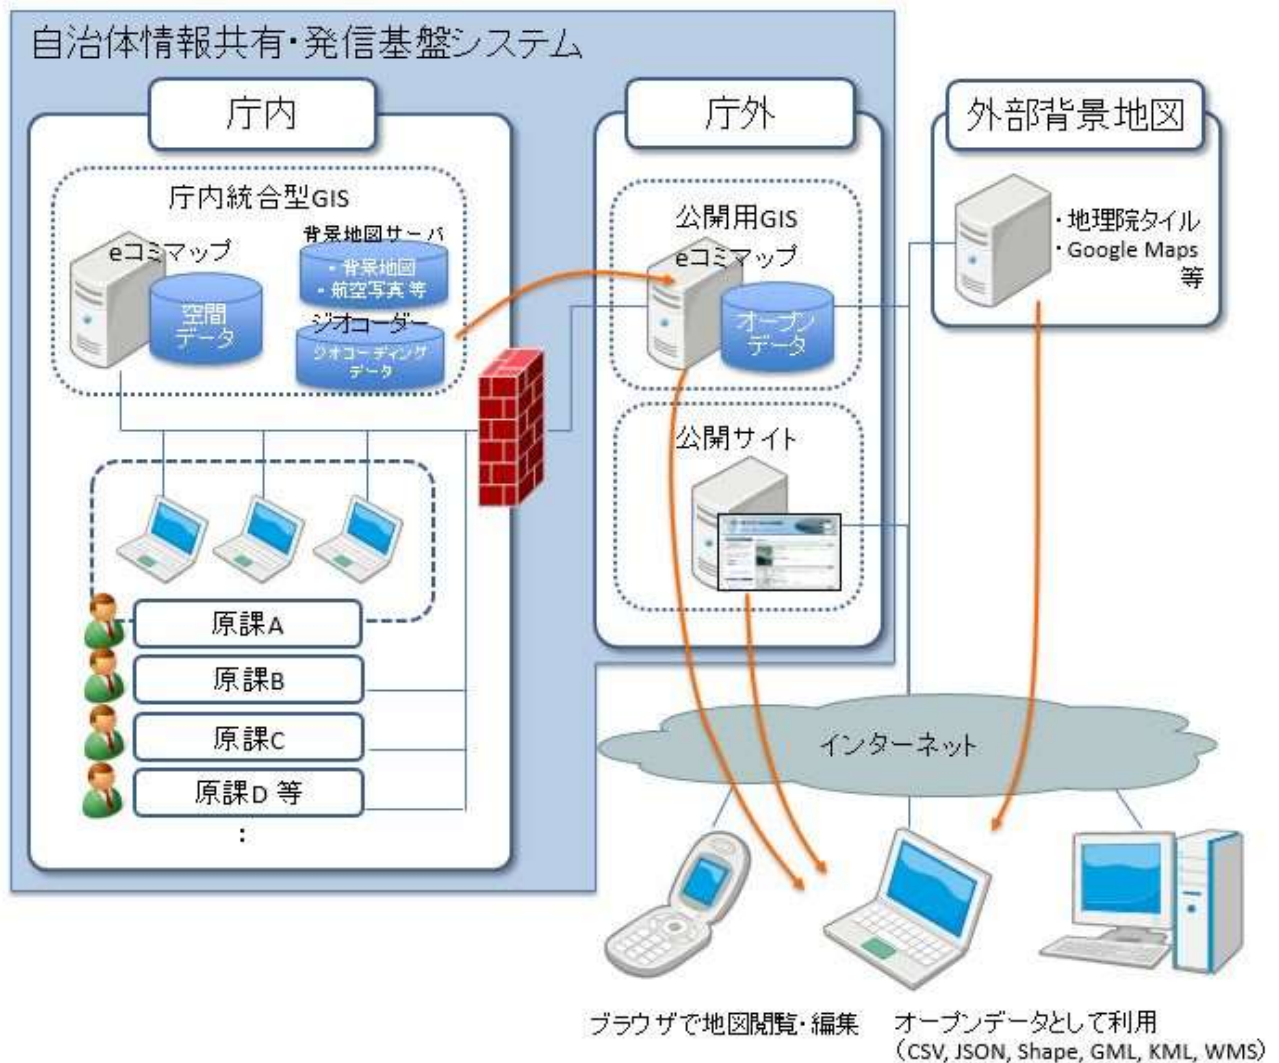 自治体情報共有・発信基盤システム
庁内
庁内統合型GIS
eコミマップ
空間
データ
背景地図サーバ
・背景地図
・航空写真 等
ジオコーダー
ジオコーディング
データ
原課A
原課B
原課C
原課D 等
：
庁外
公開用GIS
eコミマップ
オープン
データ
公開サイト
外部背景地図
・地理院タイル
・Google Maps
等
インターネット
ブラウザで地図閲覧・編集
オープンデータとして利用
（CSV, JSON, Shape, GML, KML, WMS）